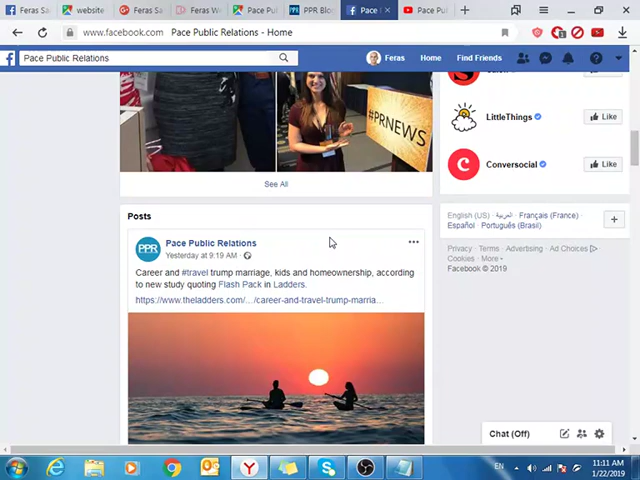 Feras Sa
website
Feras Sa
Feras W
Pace Pul
PPR Blo
Pace
Pace Pu
www.facebook.com Pace Public Relations - Home
Pace Public Relations
Feras Home Find Friends
#PRNEWS
LittleThings Like
Conversocial Like
See All
Posts
Pace Public Relations
Yesterday at 9:19 AM
Career and #travel trump marriage, kids and homeownership, according
to new study quoting Flash Pack in Ladders.
https://www.theladders.com/.../career-and-travel-trump-marria...
PPR
English (US) · العربية · Français (France) ·
Español · Português (Brasil)
Privacy · Terms · Advertising · Ad Choices
Cookies · More
Facebook © 2019
Chat (Off)
EN
11:11 AM
1/22/2019